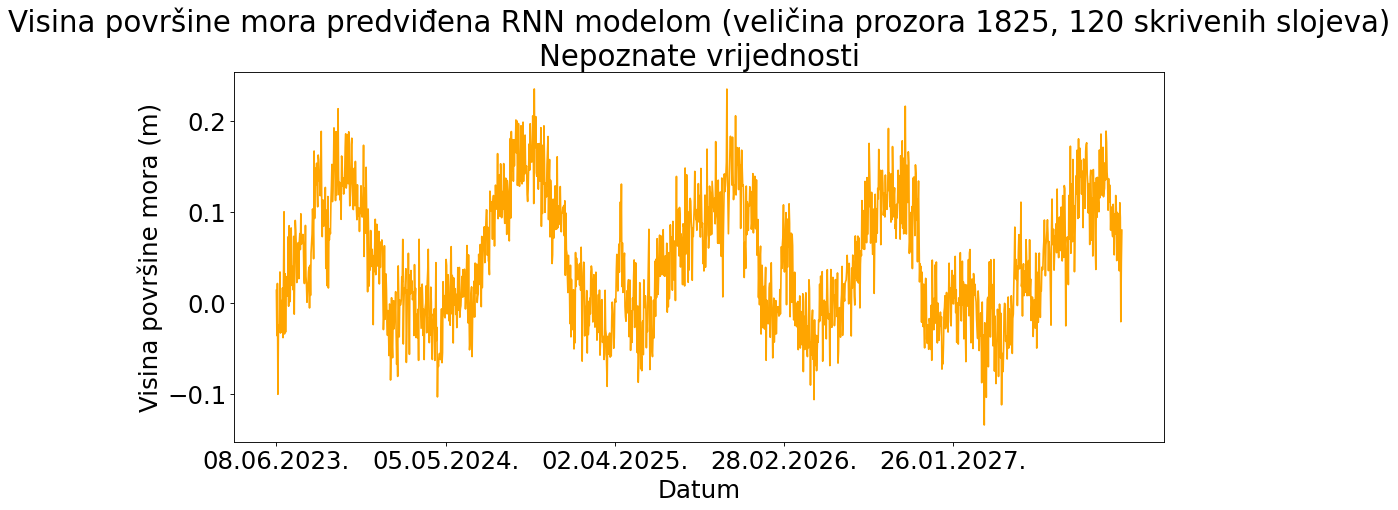 Visina površine mora predviđena RNN modelom (veličina prozora 1825, 120 skrivenih slojeva)
Nepoznate vrijednosti
Visina površine mora (m)
0.2
0.1
0.0
−0.1
08.06.2023. 05.05.2024. 02.04.2025. 28.02.2026. 26.01.2027.
Datum